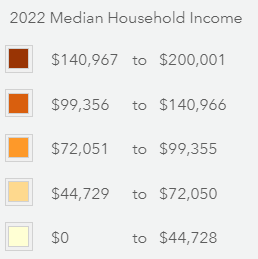 2022 Median Household Income
$140,967 to $200,001
$99,356 to $140,966
$72,051 to $99,355
$44,729 to $72,050
$0 to $44,728